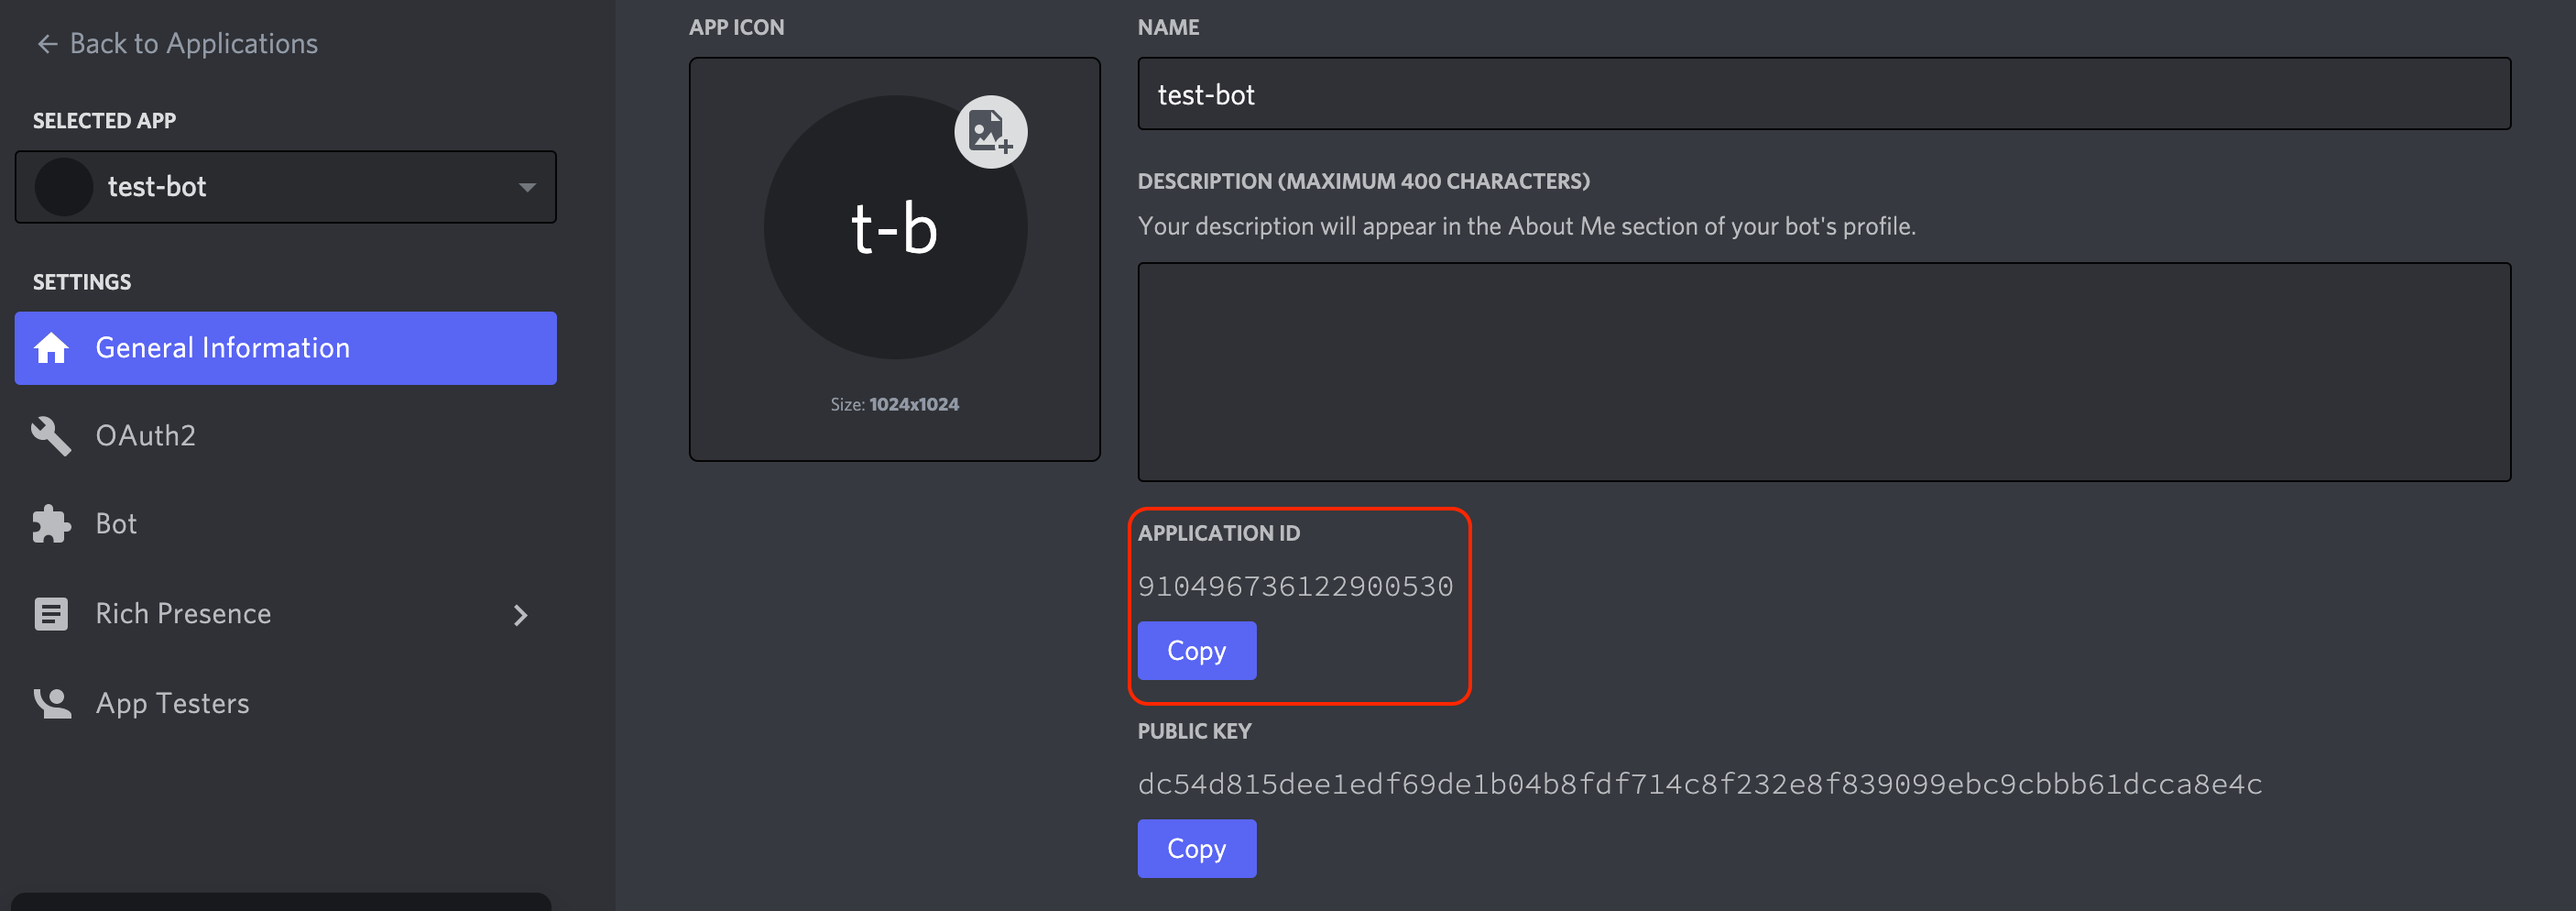 Back to Applications
SELECTED APP
test-bot
SETTINGS
General Information
OAuth2
Bot
Rich Presence
App Testers
APP ICON
t-b
Size: 1024x1024
NAME
test-bot
DESCRIPTION (MAXIMUM 400 CHARACTERS)
Your description will appear in the About Me section of your bot's profile.
APPLICATION ID
910496736122900530
Copy
PUBLIC KEY
dc54d815dee1edf69de1b04b8fdf714c8f232e8f839099ebc9cbbb61dcca8e4c
Copy